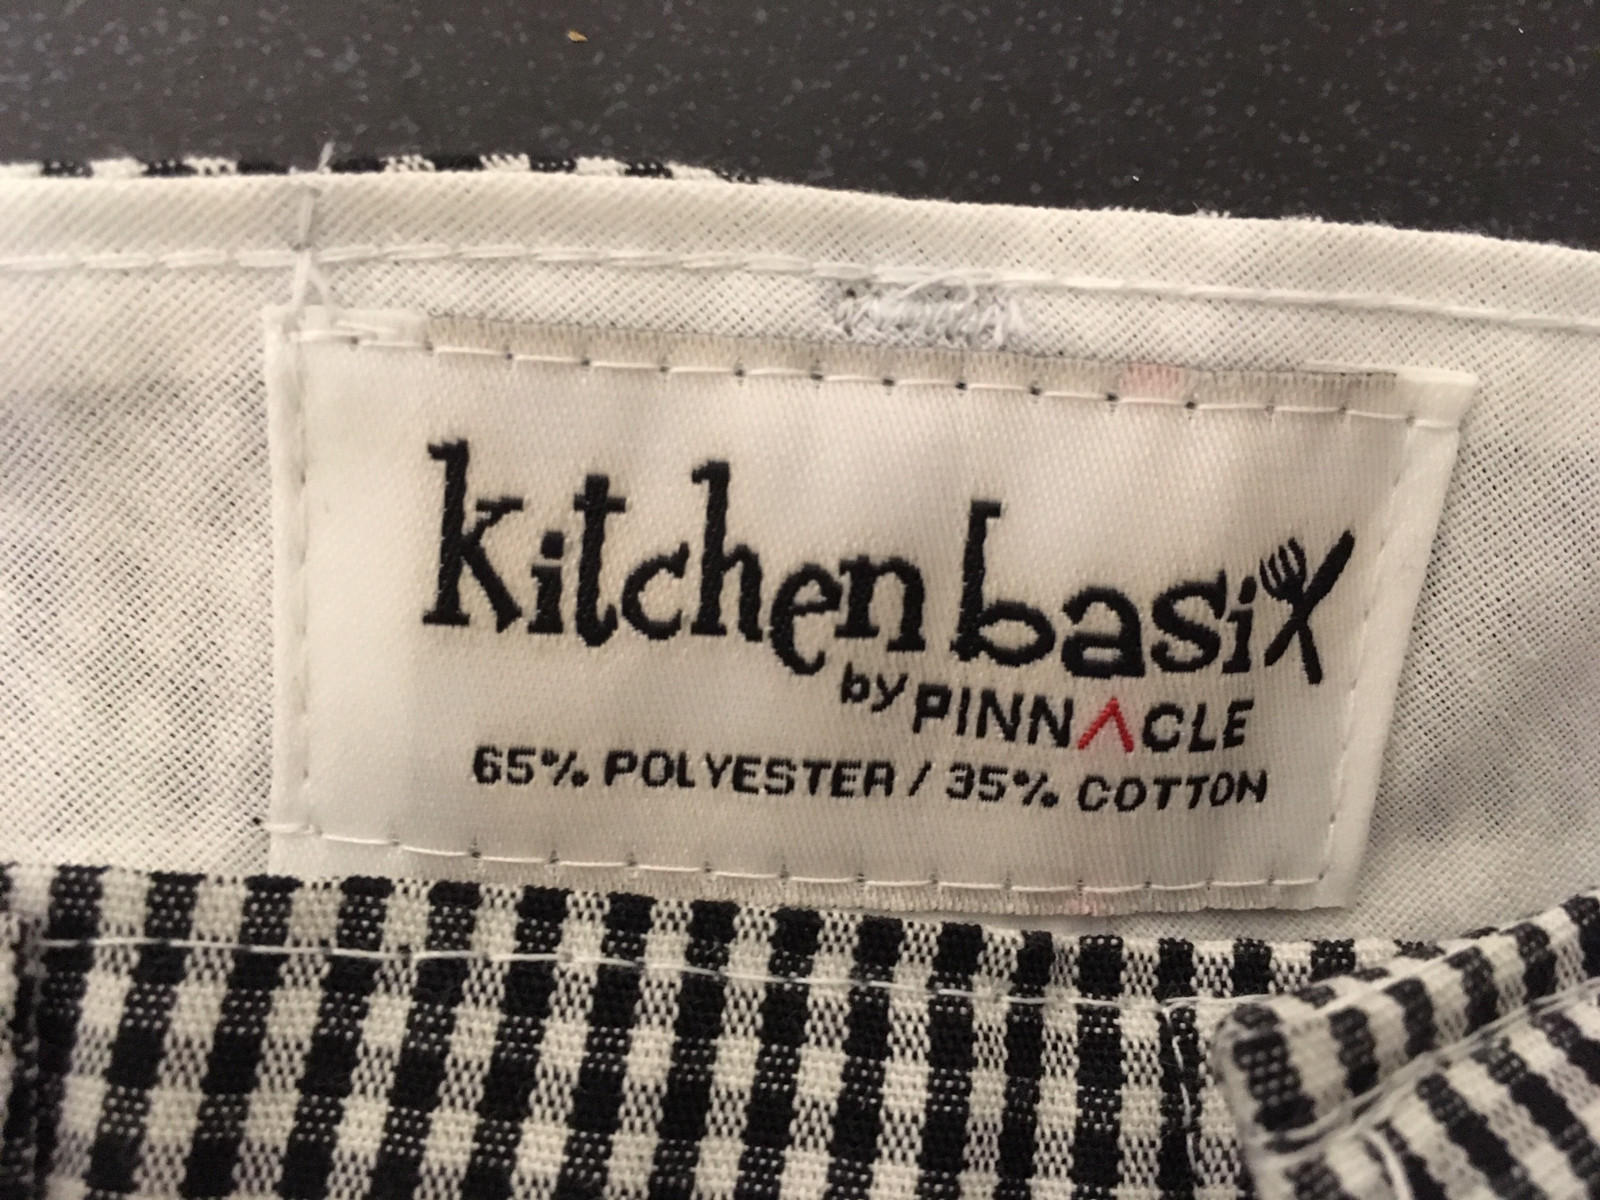 kitchen basix
by PINNACLE
65% POLYESTER / 35% COTTON